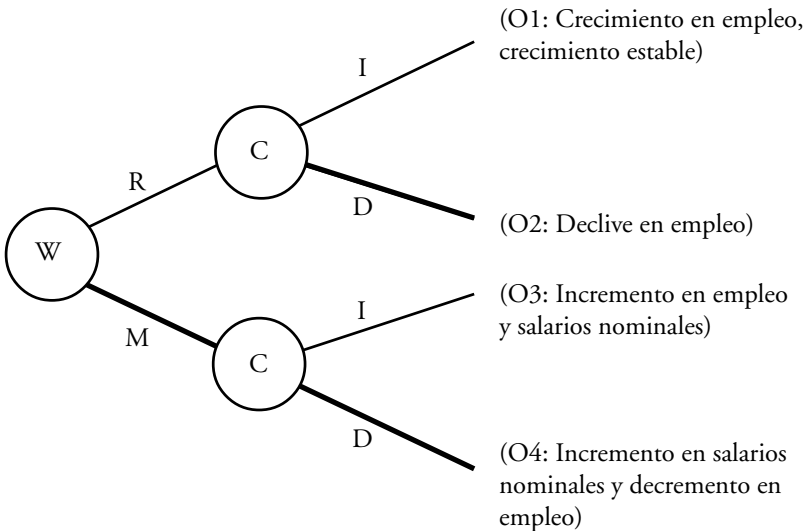 (O1: Crecimiento en empleo,
crecimiento estable)
I
C
R
D
(O2: Declive en empleo)
W
(O3: Incremento en empleo
y salarios nominales)
I
M
C
D
(O4: Incremento en salarios
nominales y decremento en
empleo)